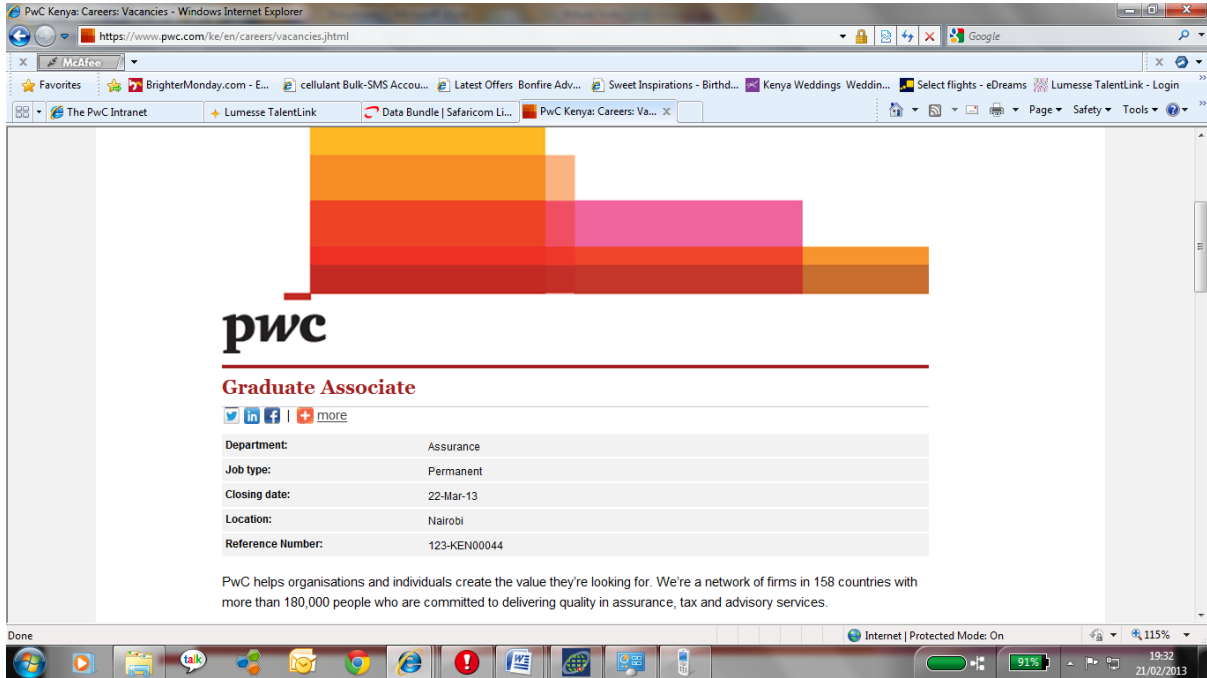 PwC Kenya: Careers: Vacancies - Windows Internet Explorer
https://www.pwc.com/ke/en/careers/vacancies.jhtml
Google
X McAfee
Favorites BrighterMonday.com - E... cellulant Bulk-SMS Accou... Latest Offers Bonfire Adv... Sweet Inspirations - Birthd... Kenya Weddings Weddin... Select flights - eDreams Lumesse TalentLink - Login
The PwC Intranet Lumesse TalentLink Data Bundle | Safaricom Li... PwC Kenya: Careers: Va... X Page Safety Tools
pwc
Graduate Associate
in f | more
Department: Assurance
Job type: Permanent
Closing date: 22-Mar-13
Location: Nairobi
Reference Number: 123-KEN00044
PwC helps organisations and individuals create the value they're looking for. We're a network of firms in 158 countries with
more than 180,000 people who are committed to delivering quality in assurance, tax and advisory services.
Done Internet | Protected Mode: On 115%
talk 91% 19:32
21/02/2013